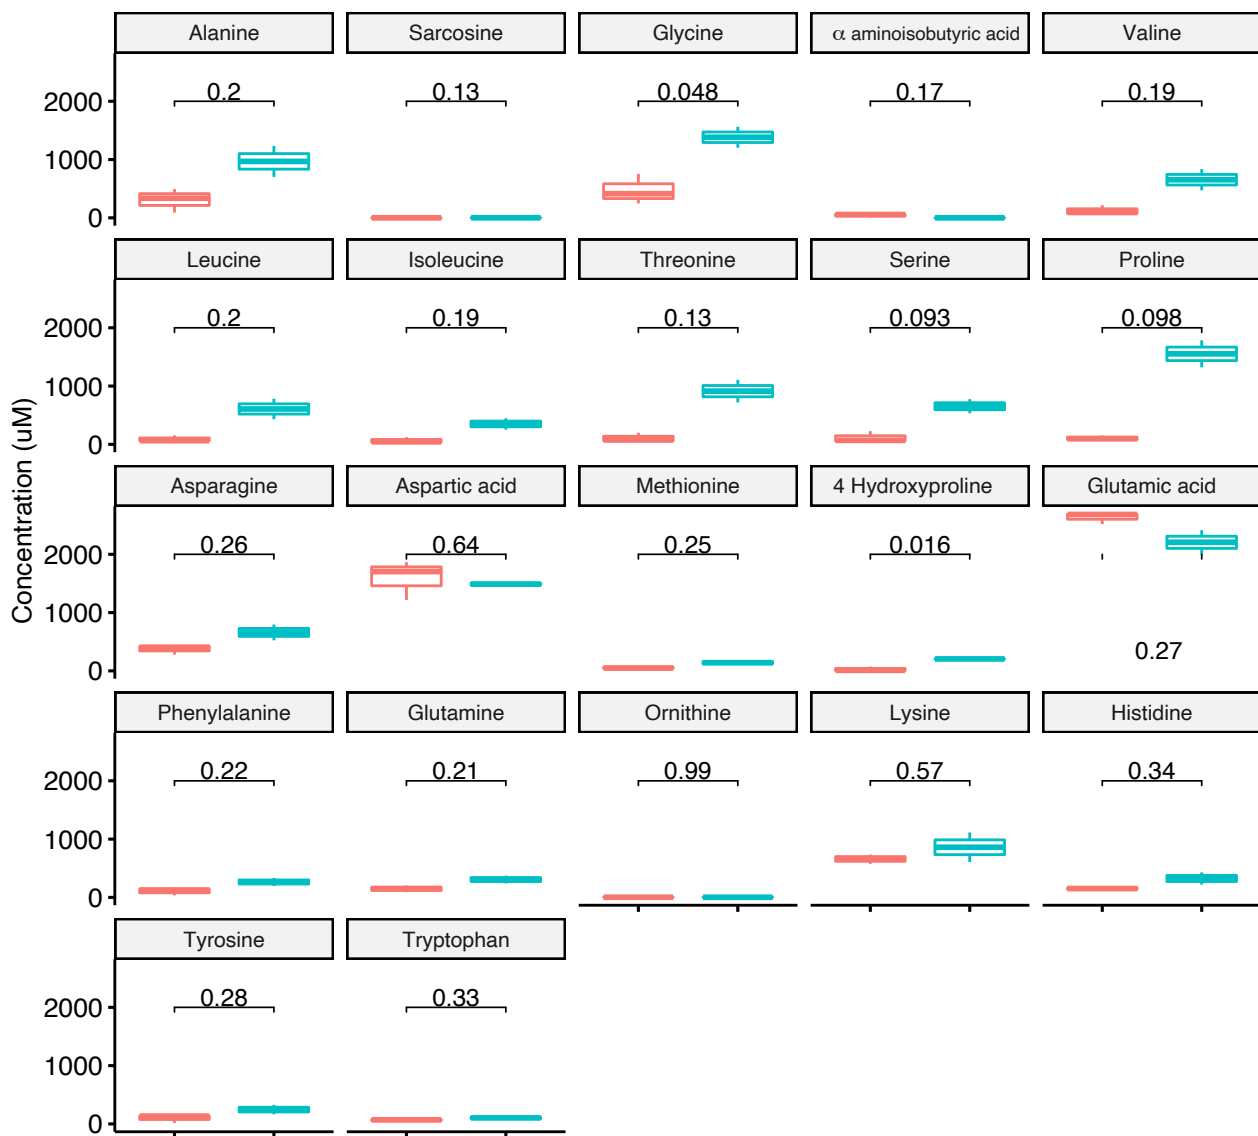 Alanine Sarcosine Glycine α aminoisobutyric acid Valine
0.2 0.13 0.048 0.17 0.19
2000
1000
0
Leucine Isoleucine Threonine Serine Proline
0.2 0.19 0.13 0.093 0.098
2000
1000
0
Concentration (uM)
Asparagine Aspartic acid Methionine 4 Hydroxyproline Glutamic acid
0.26 0.64 0.25 0.016
2000
1000
0.27
0
Phenylalanine Glutamine Ornithine Lysine Histidine
0.22 0.21 0.99 0.57 0.34
2000
1000
0
Tyrosine Tryptophan
0.28 0.33
2000
1000
0